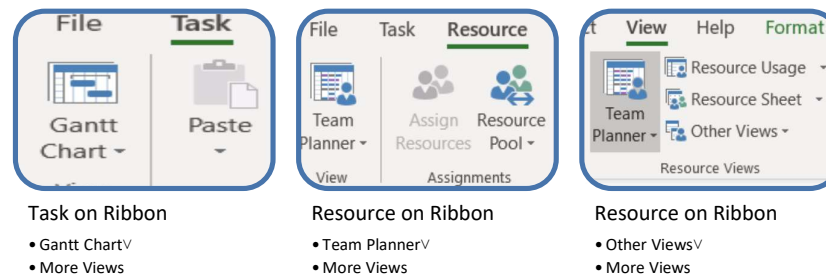 File Task
Gantt Chart
Paste
File Task Resource
Team Planner
Assign Resources
Resource Pool
View Assignments
View Help Format
Team Planner
Resource Usage
Resource Sheet
Other Views
Resource Views
Task on Ribbon
• Gantt Chart∨
• More Views
Resource on Ribbon
• Team Planner∨
• More Views
Resource on Ribbon
• Other Views∨
• More Views